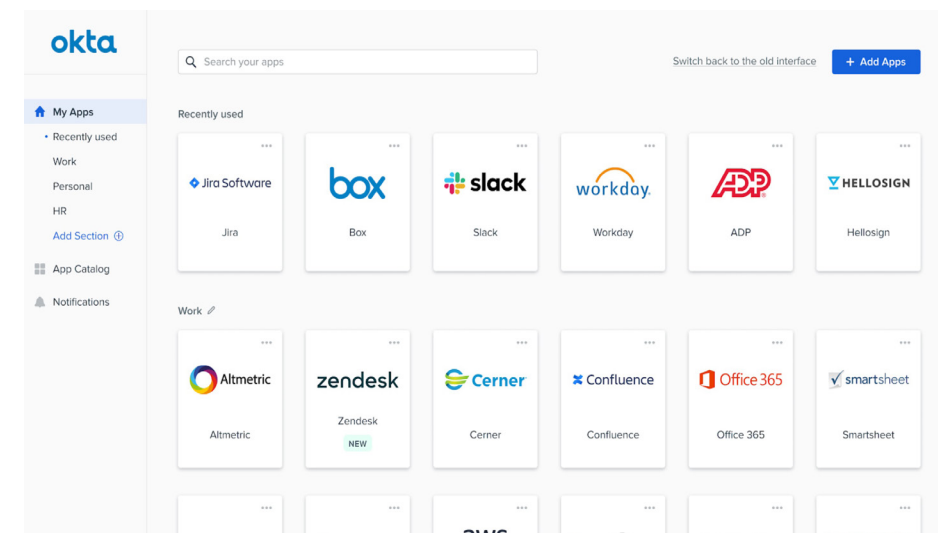 okta
Search your apps
Switch back to the old interface
+ Add Apps
My Apps
Recently used
Work
Personal
HR
Add Section
App Catalog
Notifications
Recently used
Jira Software
Jira
box
Box
slack
Slack
workday.
Workday
ADP
ADP
HELLOSIGN
Hellosign
Work
Altmetric
Altmetric
zendesk
Zendesk
NEW
Cerner
Cerner
Confluence
Confluence
Office 365
Office 365
smartsheet
Smartsheet